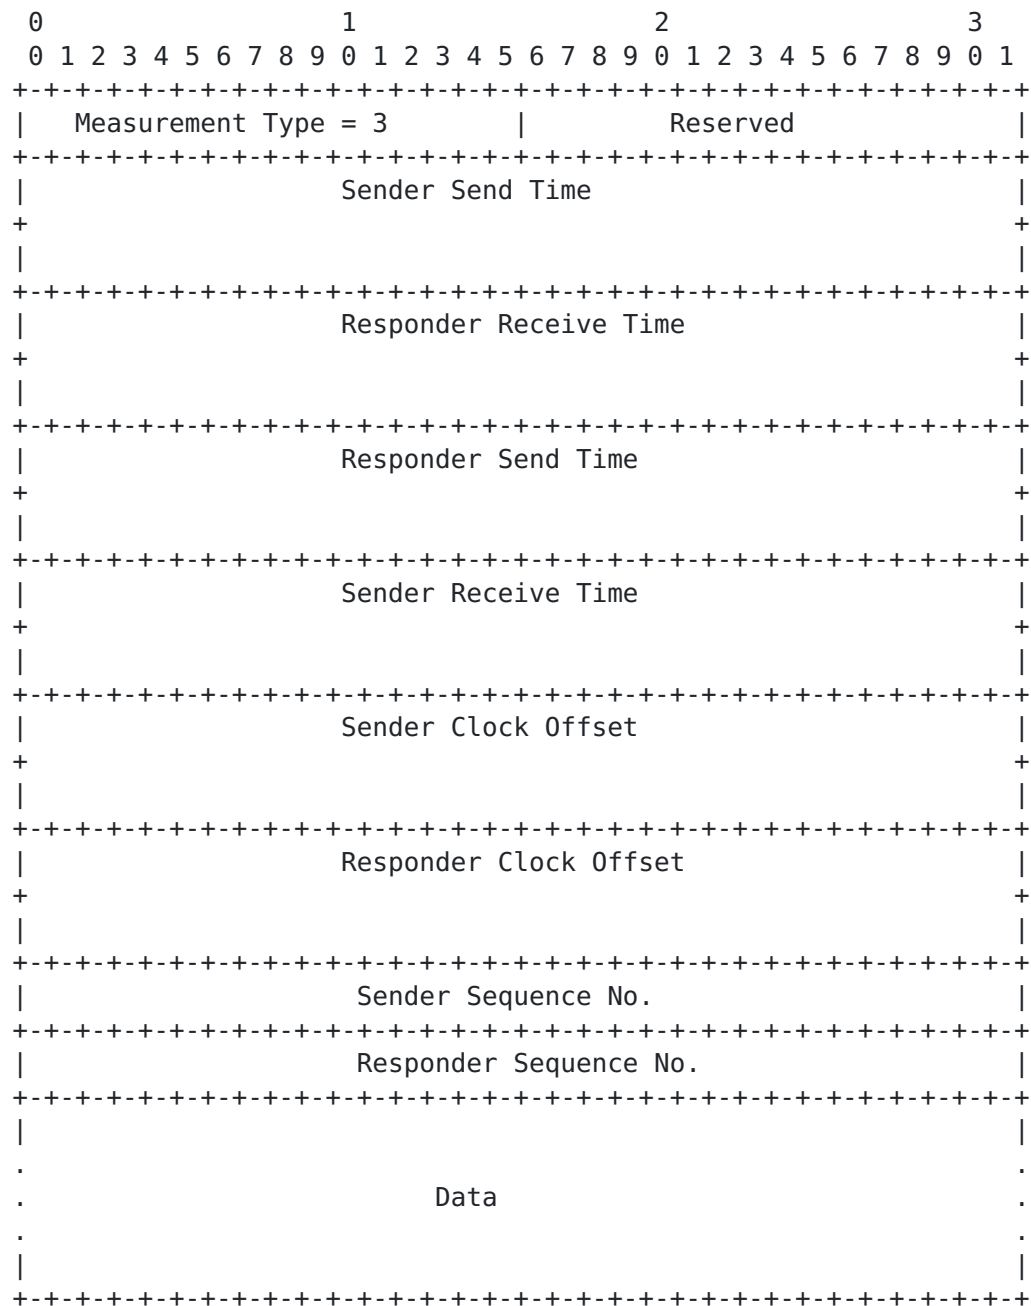 0                   1                   2                   3
 0 1 2 3 4 5 6 7 8 9 0 1 2 3 4 5 6 7 8 9 0 1 2 3 4 5 6 7 8 9 0 1
+-+-+-+-+-+-+-+-+-+-+-+-+-+-+-+-+-+-+-+-+-+-+-+-+-+-+-+-+-+-+-+-+
|   Measurement Type = 3        |         Reserved              |
+-+-+-+-+-+-+-+-+-+-+-+-+-+-+-+-+-+-+-+-+-+-+-+-+-+-+-+-+-+-+-+-+
|                    Sender Send Time                           |
+                                                               +
|                                                               |
+-+-+-+-+-+-+-+-+-+-+-+-+-+-+-+-+-+-+-+-+-+-+-+-+-+-+-+-+-+-+-+-+
|                    Responder Receive Time                     |
+                                                               +
|                                                               |
+-+-+-+-+-+-+-+-+-+-+-+-+-+-+-+-+-+-+-+-+-+-+-+-+-+-+-+-+-+-+-+-+
|                    Responder Send Time                        |
+                                                               +
|                                                               |
+-+-+-+-+-+-+-+-+-+-+-+-+-+-+-+-+-+-+-+-+-+-+-+-+-+-+-+-+-+-+-+-+
|                    Sender Receive Time                        |
+                                                               +
|                                                               |
+-+-+-+-+-+-+-+-+-+-+-+-+-+-+-+-+-+-+-+-+-+-+-+-+-+-+-+-+-+-+-+-+
|                    Sender Clock Offset                        |
+                                                               +
|                                                               |
+-+-+-+-+-+-+-+-+-+-+-+-+-+-+-+-+-+-+-+-+-+-+-+-+-+-+-+-+-+-+-+-+
|                    Responder Clock Offset                     |
+                                                               +
|                                                               |
+-+-+-+-+-+-+-+-+-+-+-+-+-+-+-+-+-+-+-+-+-+-+-+-+-+-+-+-+-+-+-+-+
|                     Sender Sequence No.                       |
+-+-+-+-+-+-+-+-+-+-+-+-+-+-+-+-+-+-+-+-+-+-+-+-+-+-+-+-+-+-+-+-+
|                     Responder Sequence No.                    |
+-+-+-+-+-+-+-+-+-+-+-+-+-+-+-+-+-+-+-+-+-+-+-+-+-+-+-+-+-+-+-+-+
|                                                               |
.                                                               .
.                          Data                                 .
.                                                               .
|                                                               |
+-+-+-+-+-+-+-+-+-+-+-+-+-+-+-+-+-+-+-+-+-+-+-+-+-+-+-+-+-+-+-+-+